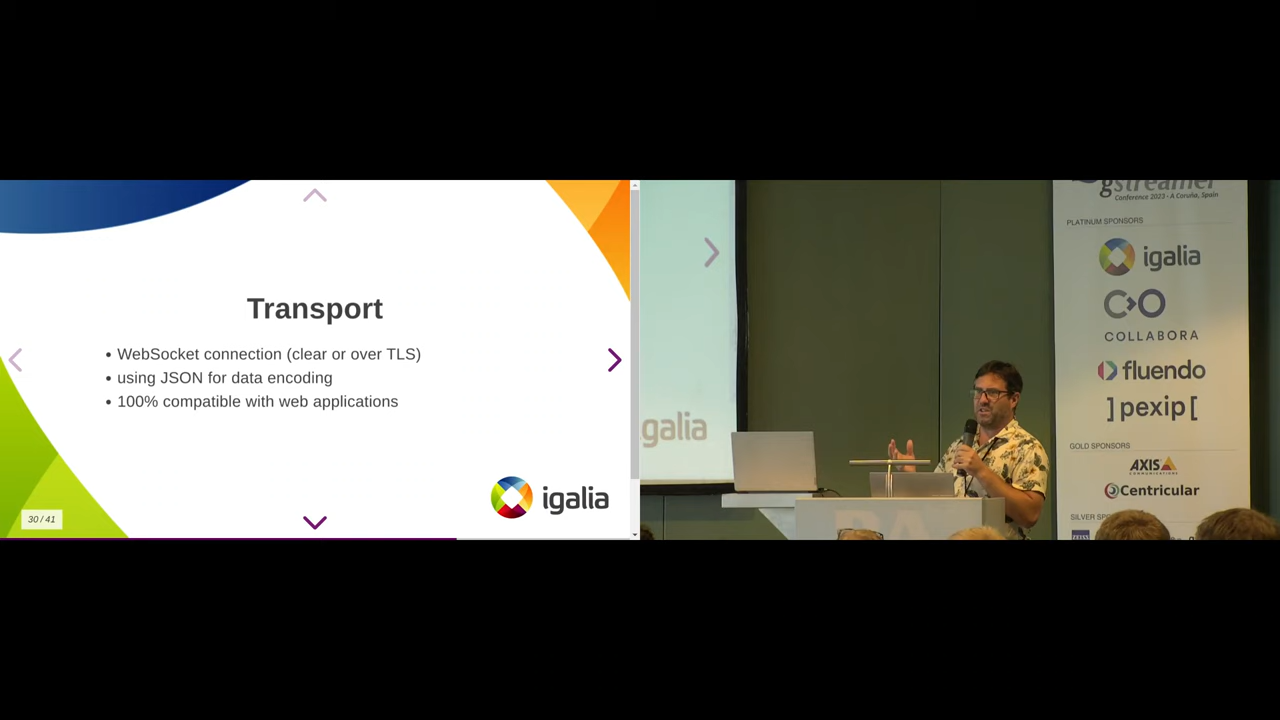 Transport
WebSocket connection (clear or over TLS)
using JSON for data encoding
100% compatible with web applications
igalia
30 / 41
igalia
gstreamer
Conference 2023 - A Coruña, Spain
PLATINUM SPONSORS
igalia
COLLABORA
fluendo
]pexip[
GOLD SPONSORS
AXIS
COMMUNICATIONS
Centricular